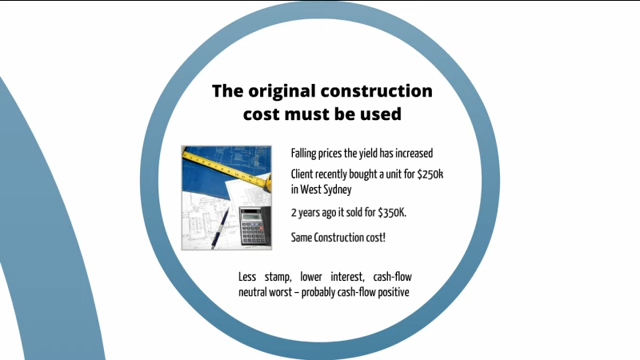 The original construction
cost must be used
Falling prices the yield has increased
Client recently bought a unit for $250k
in West Sydney
2 years ago it sold for $350K.
Same Construction cost!
Less stamp, lower interest, cash-flow
neutral worst – probably cash-flow positive